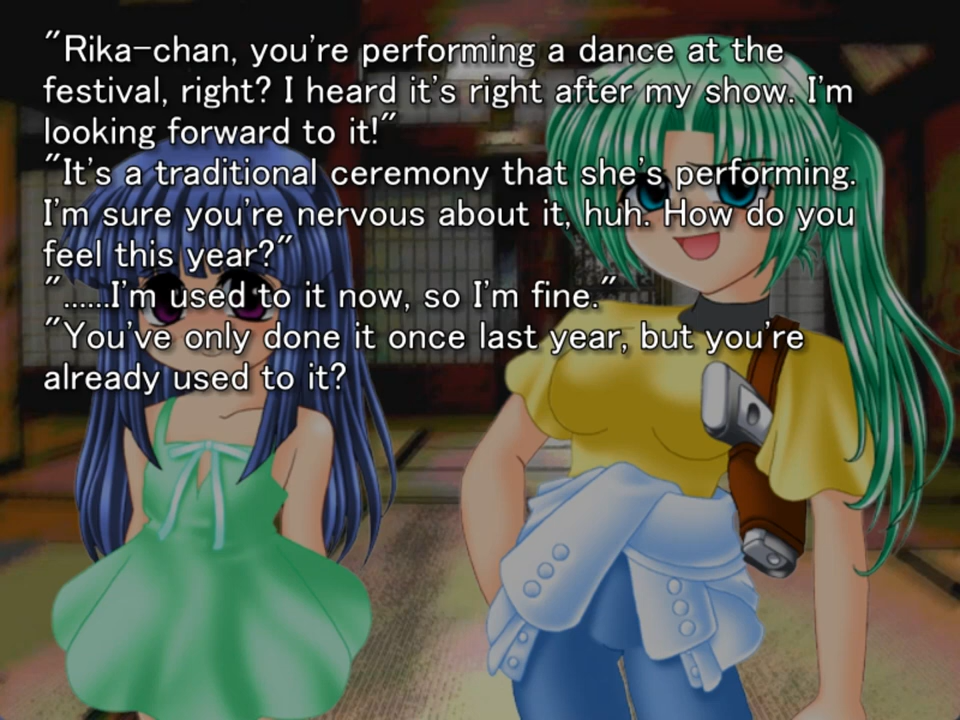 "Rika-chan, you're performing a dance at the
festival, right? I heard it's right after my show. I'm
looking forward to it!"
"It's a traditional ceremony that she's performing.
I'm sure you're nervous about it, huh. How do you
feel this year?"
"......I'm used to it now, so I'm fine."
"You've only done it once last year, but you're
already used to it?